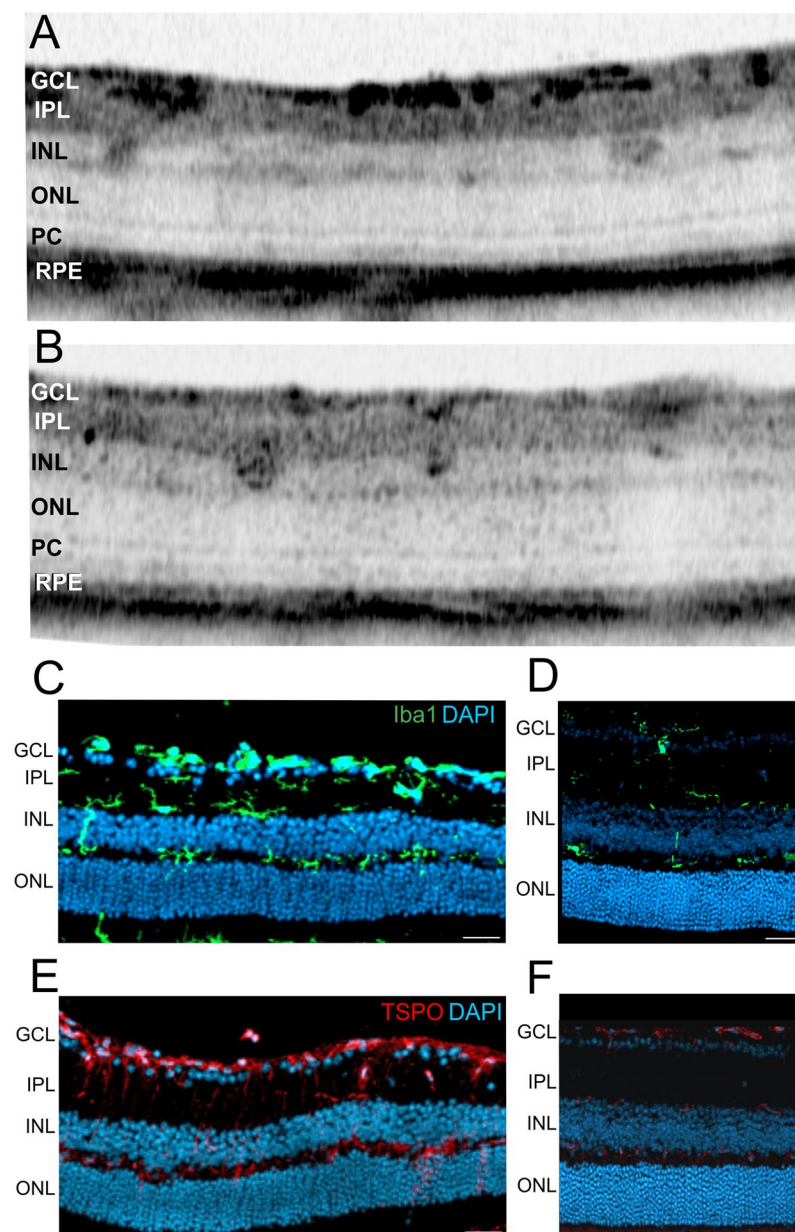 A
GCL
IPL
INL
ONL
PC
RPE
B
GCL
IPL
INL
ONL
PC
RPE
C
Iba1 DAPI
GCL
IPL
INL
ONL
D
GCL
IPL
INL
ONL
E
TSPO DAPI
GCL
IPL
INL
ONL
F
GCL
IPL
INL
ONL